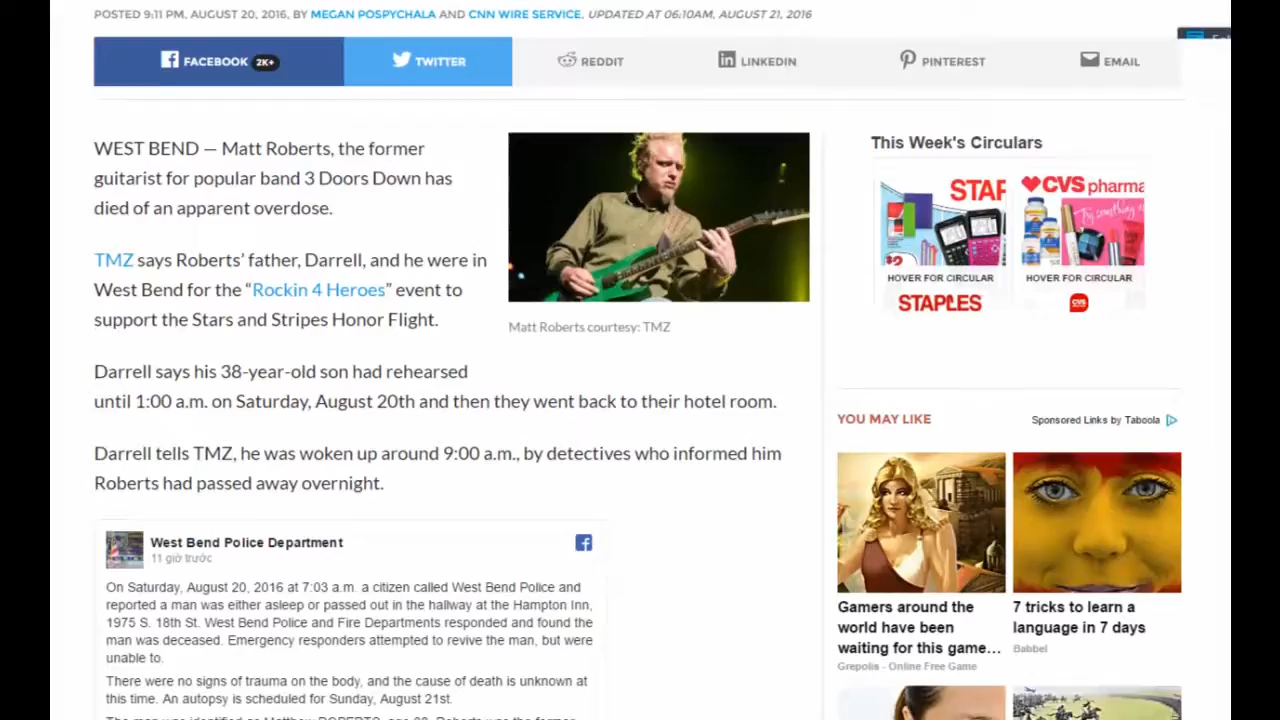 POSTED 9:11 PM, AUGUST 20, 2016, BY MEGAN POSPYCHALA AND CNN WIRE SERVICE, UPDATED AT 06:10AM, AUGUST 21, 2016
FACEBOOK 2K+
TWITTER
REDDIT
LINKEDIN
PINTEREST
EMAIL
WEST BEND — Matt Roberts, the former
guitarist for popular band 3 Doors Down has
died of an apparent overdose.
TMZ says Roberts' father, Darrell, and he were in
West Bend for the “Rockin 4 Heroes” event to
support the Stars and Stripes Honor Flight.
Matt Roberts courtesy: TMZ
Darrell says his 38-year-old son had rehearsed
until 1:00 a.m. on Saturday, August 20th and then they went back to their hotel room.
Darrell tells TMZ, he was woken up around 9:00 a.m., by detectives who informed him
Roberts had passed away overnight.
West Bend Police Department
11 giờ trước
On Saturday, August 20, 2016 at 7:03 a.m. a citizen called West Bend Police and
reported a man was either asleep or passed out in the hallway at the Hampton Inn,
1975 S. 18th St. West Bend Police and Fire Departments responded and found the
man was deceased. Emergency responders attempted to revive the man, but were
unable to.
There were no signs of trauma on the body, and the cause of death is unknown at
this time. An autopsy is scheduled for Sunday, August 21st.
This Week's Circulars
STAP
CVS pharma
Try something
HOVER FOR CIRCULAR
HOVER FOR CIRCULAR
STAPLES
CVS
YOU MAY LIKE
Sponsored Links by Taboola
Gamers around the
world have been
waiting for this game…
Grepolis - Online Free Game
7 tricks to learn a
language in 7 days
Babbel